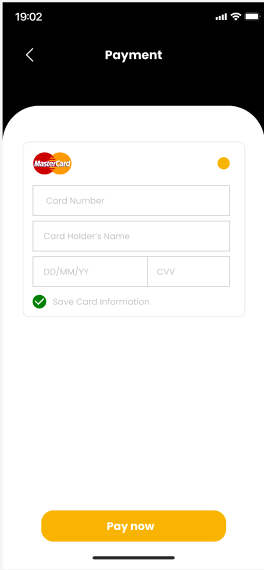 19:02
Payment
MasterCard
Card Number
Card Holder's Name
DD/MM/YY
CVV
Save Card Information
Pay now